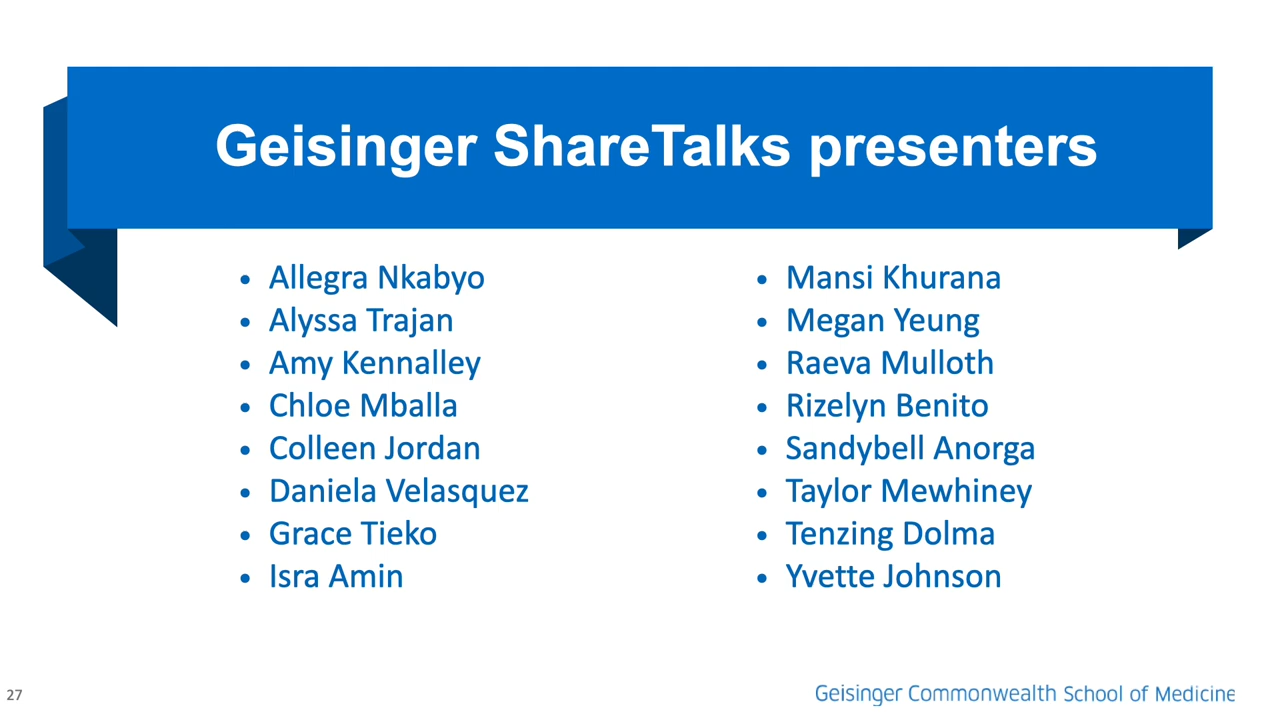 Geisinger ShareTalks presenters
• Allegra Nkabyo
• Alyssa Trajan
• Amy Kennalley
• Chloe Mballa
• Colleen Jordan
• Daniela Velasquez
• Grace Tieko
• Isra Amin
• Mansi Khurana
• Megan Yeung
• Raeva Mulloth
• Rizelyn Benito
• Sandybell Anorga
• Taylor Mewhiney
• Tenzing Dolma
• Yvette Johnson
27
Geisinger Commonwealth School of Medicine